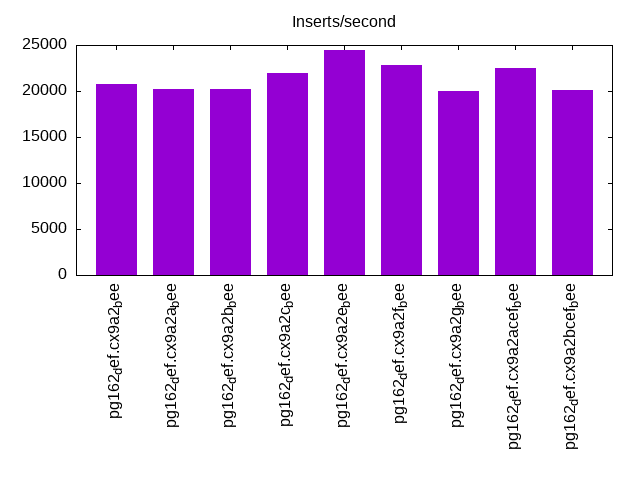 Inserts/second
25000
20000
15000
10000
5000
0
pg162_def.cx9a2_bee
pg162_def.cx9a2a_bee
pg162_def.cx9a2b_bee
pg162_def.cx9a2c_bee
pg162_def.cx9a2e_bee
pg162_def.cx9a2f_bee
pg162_def.cx9a2g_bee
pg162_def.cx9a2acef_bee
pg162_def.cx9a2bcef_bee